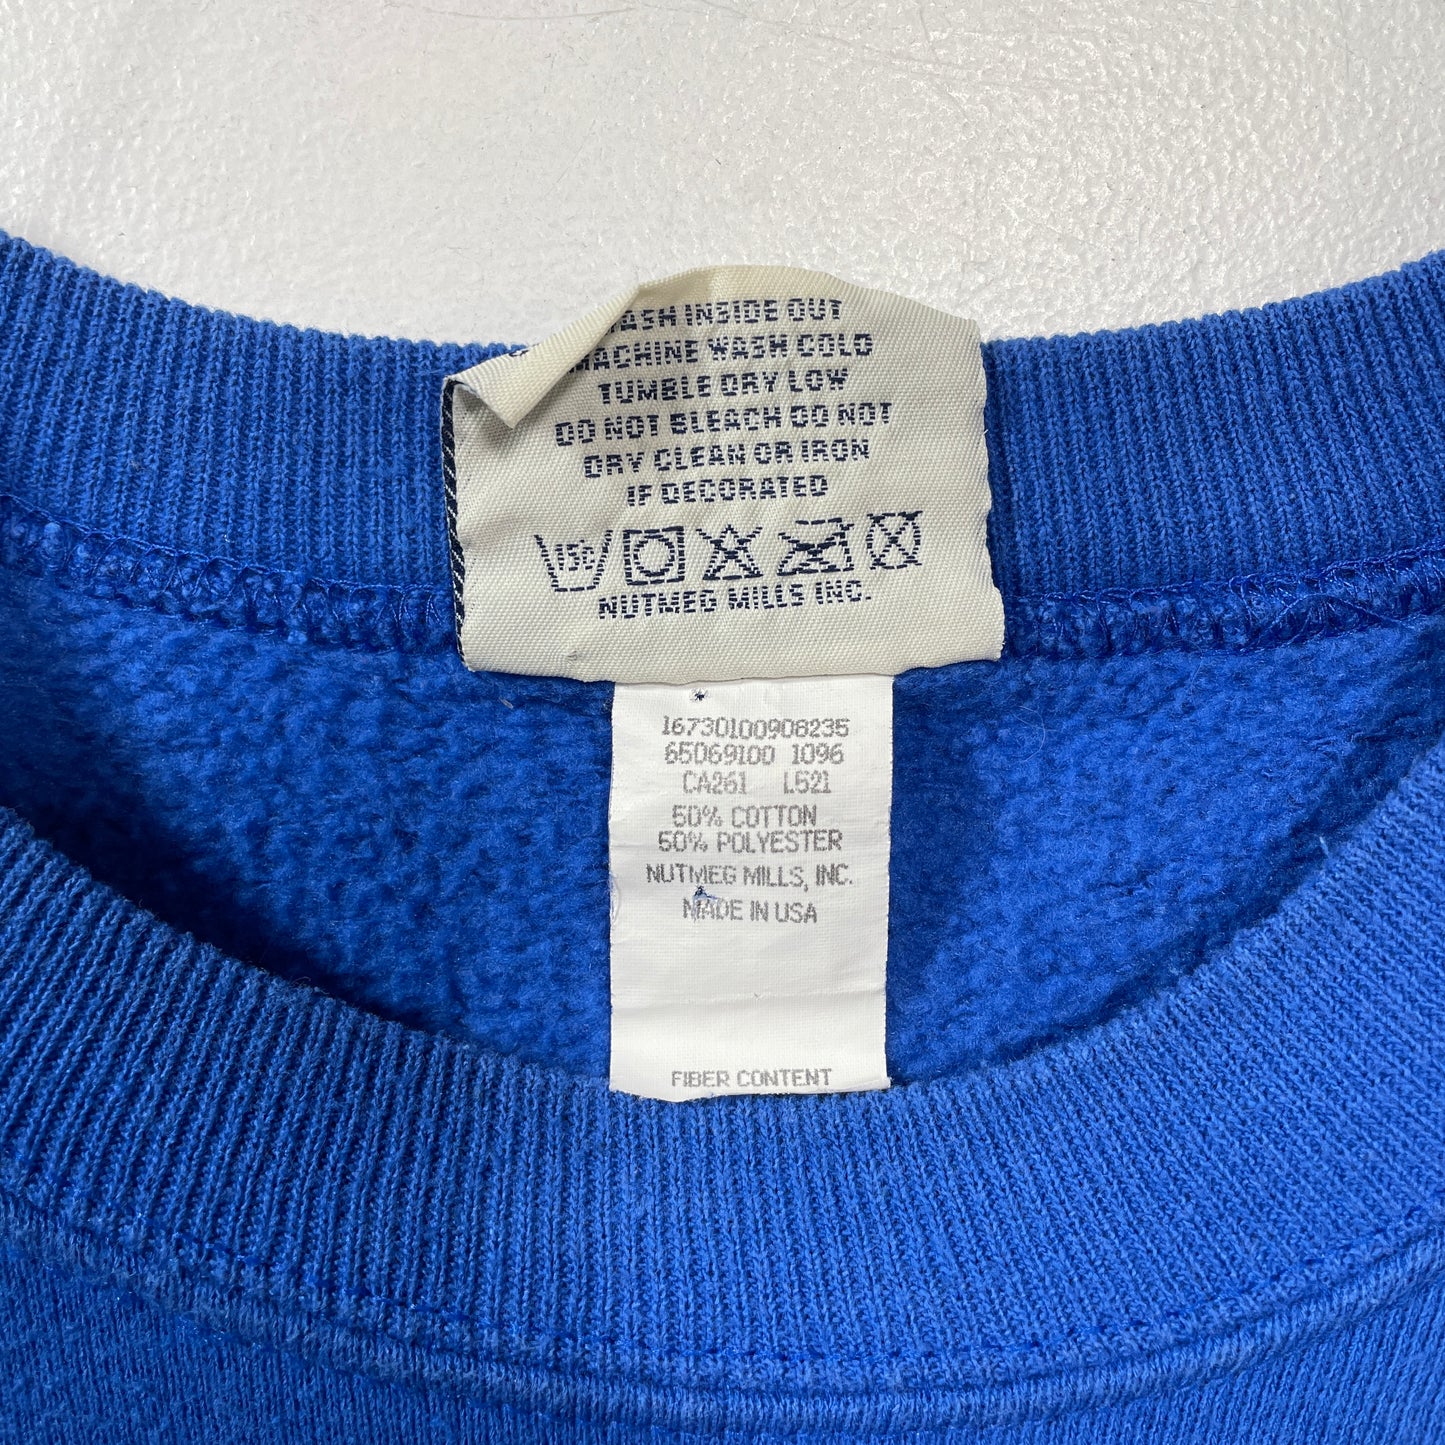 INSIDE OUT
MACHINE WASH COLD
TUMBLE DRY LOW
DO NOT BLEACH DO NOT
DRY CLEAN OR IRON
IF DECORATED
NUTMEG MILLS INC.
16730100908235
65069100 1096
CA261 L521
50% COTTON
50% POLYESTER
NUTMEG MILLS, INC.
MADE IN USA
FIBER CONTENT